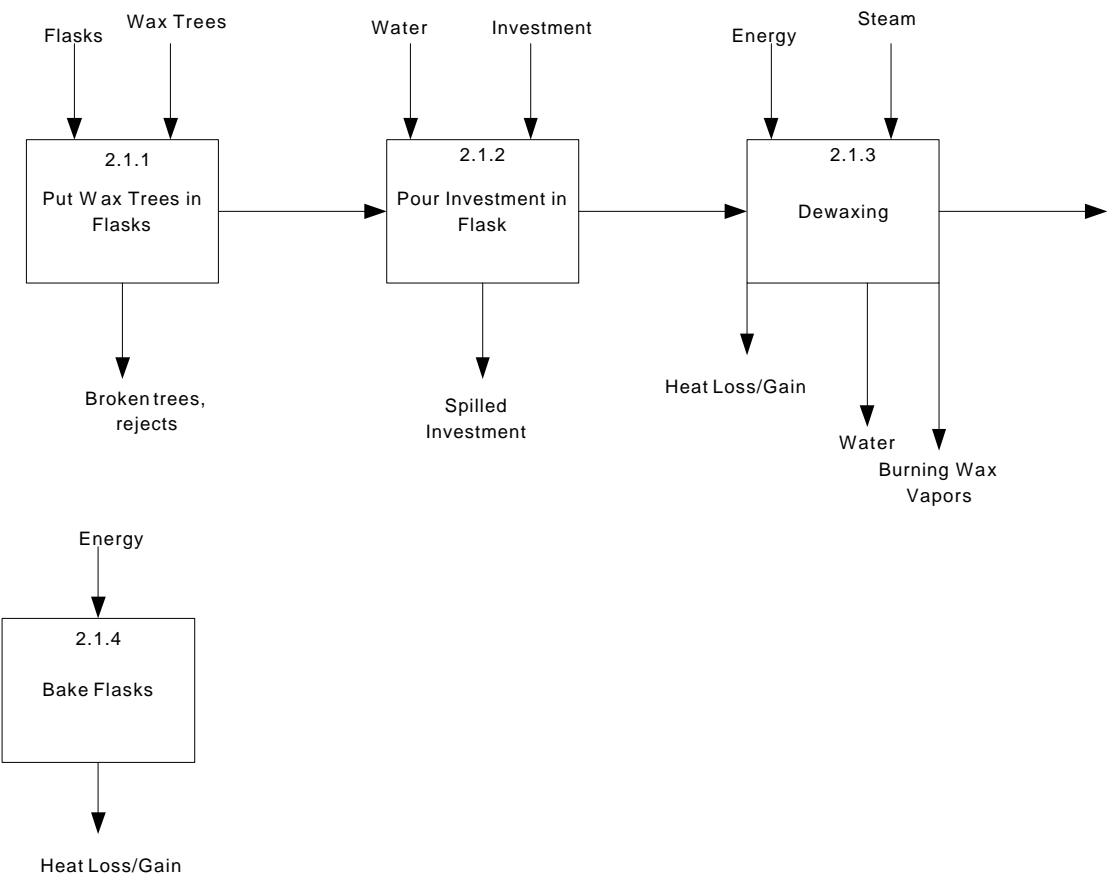 Flasks
Wax Trees
Water
Investment
Energy
Steam
2.1.1
Put Wax Trees in
Flasks
2.1.2
Pour Investment in
Flask
2.1.3
Dewaxing
Broken trees,
rejects
Spilled
Investment
Heat Loss/Gain
Water
Burning Wax
Vapors
Energy
2.1.4
Bake Flasks
Heat Loss/Gain